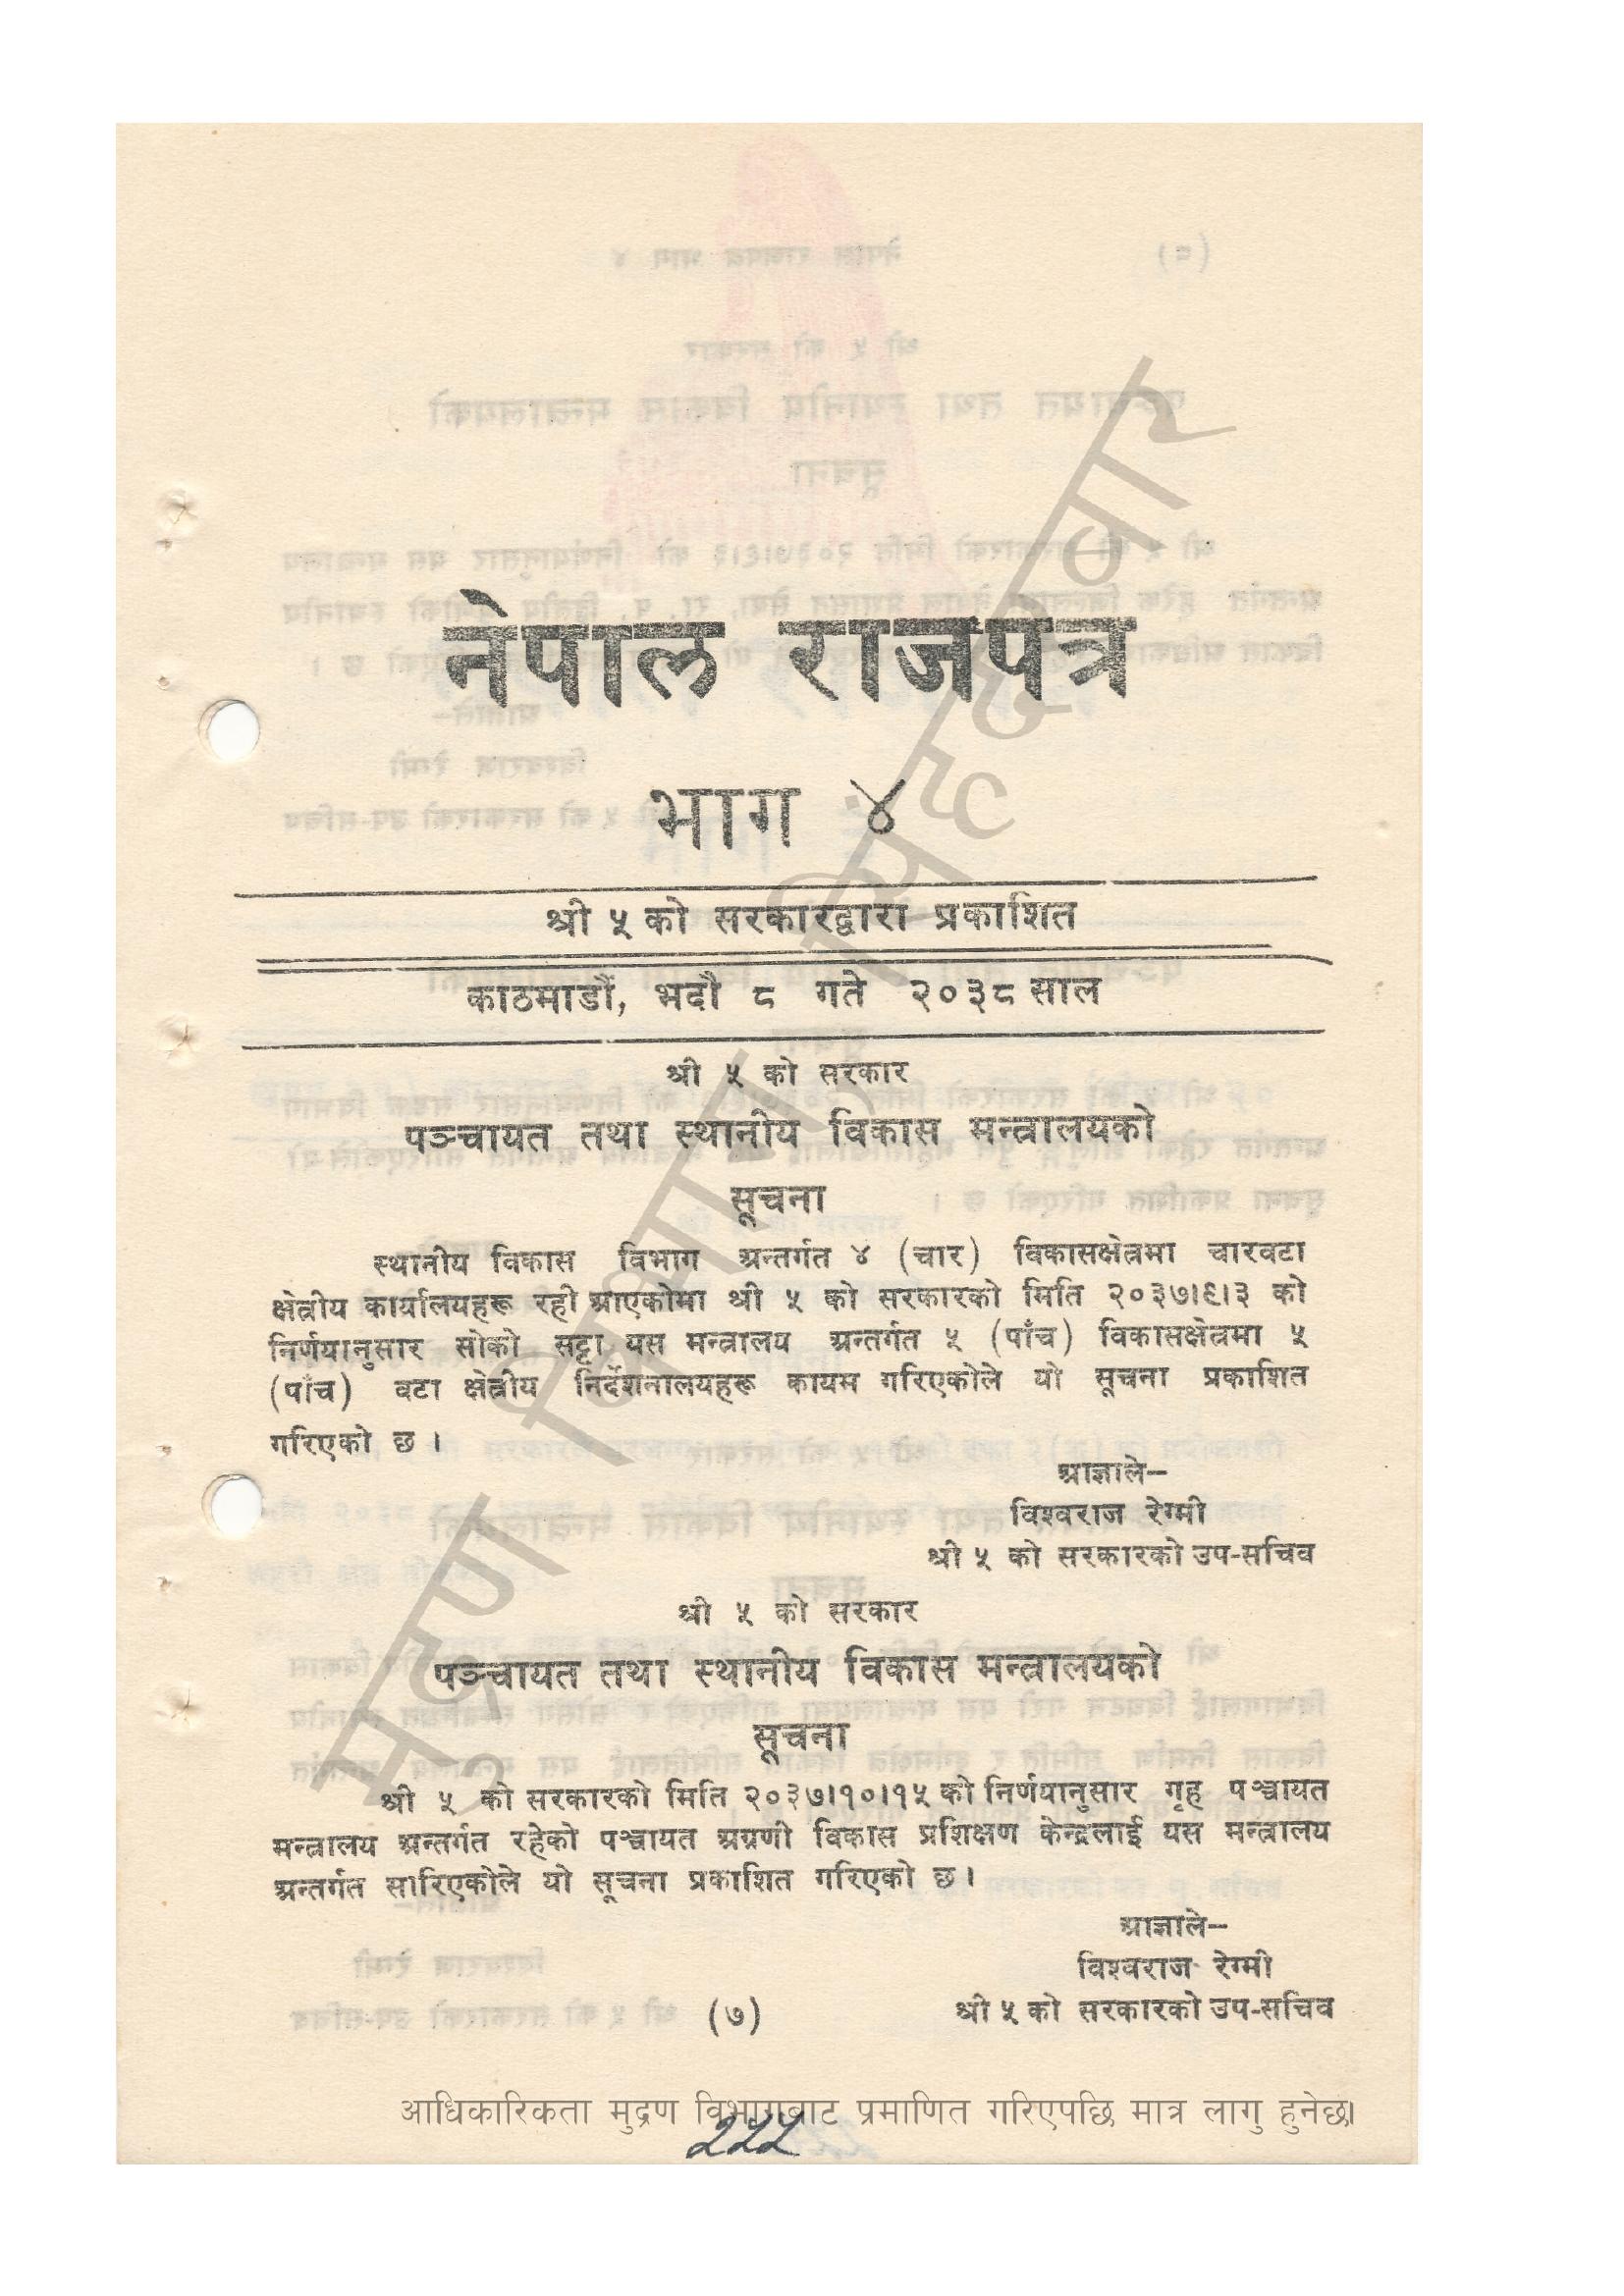 नेपाल राजपत्र
भाग ४
श्री ५ को सरकारद्वारा प्रकाशित
काठमाडौं, भदौ ८ गते २०३८ साल
श्री ५ को सरकार
पञ्चायत तथा स्थानीय विकास मन्त्रालयको
सूचना
स्थानीय विकास विभाग अन्तर्गत ४ (चार) विकासक्षेत्रमा चारवटा
क्षेत्रीय कार्यालयहरू रही आएकोमा श्री ५ को सरकारको मिति २०३७।९।३ को
निर्णयानुसार सोको सट्टा यस मन्त्रालय अन्तर्गत ५ (पाँच) विकासक्षेत्रमा ५
(पाँच) वटा क्षेत्रीय निर्देशनालयहरू कायम गरिएकोले यो सूचना प्रकाशित
गरिएको छ ।
आज्ञाले–
विश्वराज रेग्मी
श्री ५ को सरकारको उप-सचिव
श्री ५ को सरकार
पञ्चायत तथा स्थानीय विकास मन्त्रालयको
सूचना
श्री ५ को सरकारको मिति २०३७।१०।१५ को निर्णयानुसार गृह पञ्चायत
मन्त्रालय अन्तर्गत रहेको पञ्चायत अग्रणी विकास प्रशिक्षण केन्द्रलाई यस मन्त्रालय
अन्तर्गत सारिएकोले यो सूचना प्रकाशित गरिएको छ ।
आज्ञाले–
विश्वराज रेग्मी
श्री ५ को सरकारको उप-सचिव
(७)
आधिकारिकता मुद्रण विभागबाट प्रमाणित गरिएपछि मात्र लागु हुनेछ।